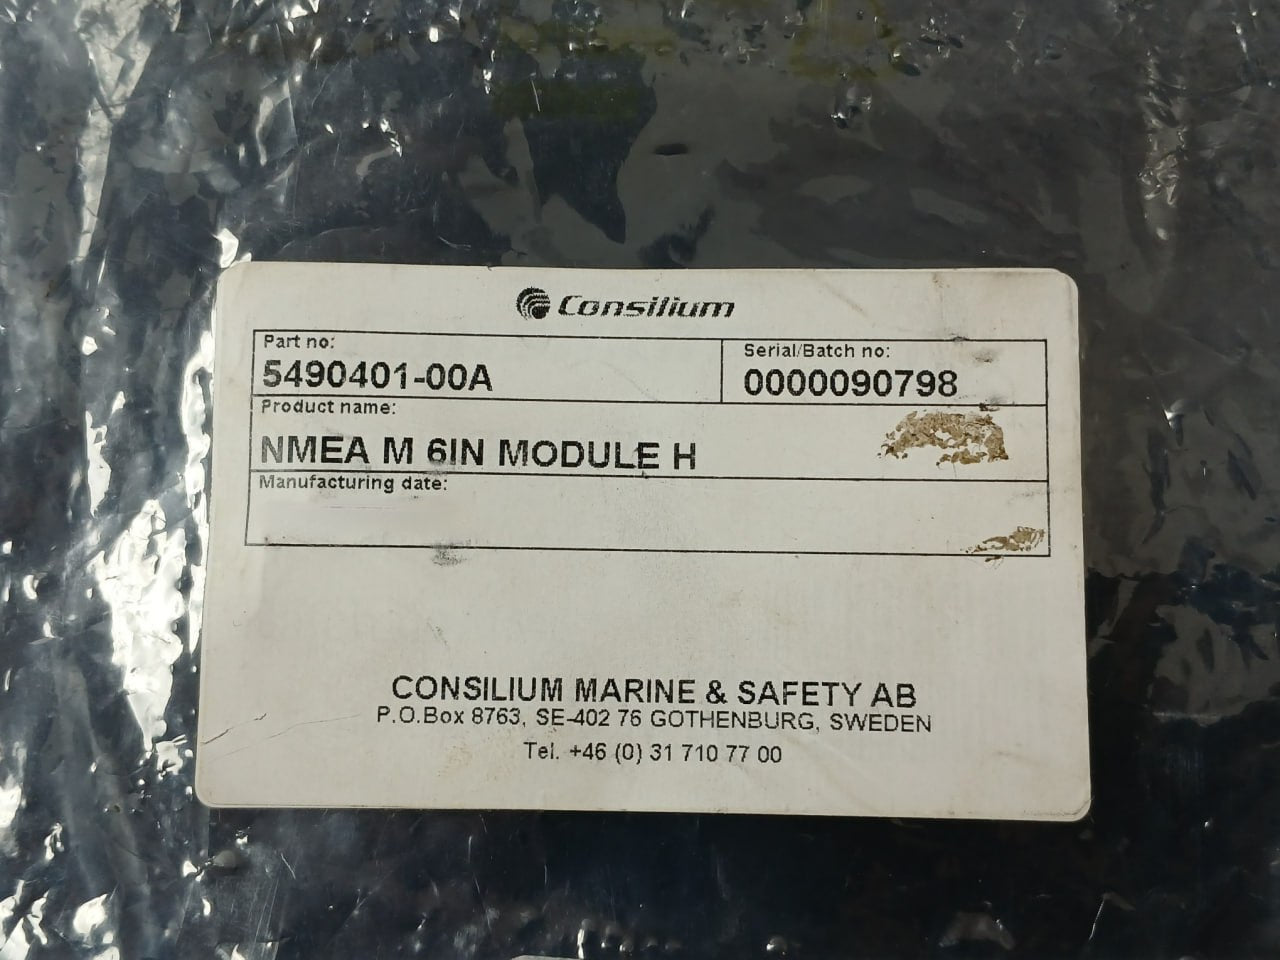 Consilium
Part no:
5490401-00A
Serial/Batch no:
0000090798
Product name:
NMEA M 6IN MODULE H
Manufacturing date:
CONSILIUM MARINE & SAFETY AB
P.O.Box 8763, SE-402 76 GOTHENBURG, SWEDEN
Tel. +46 (0) 31 710 77 00